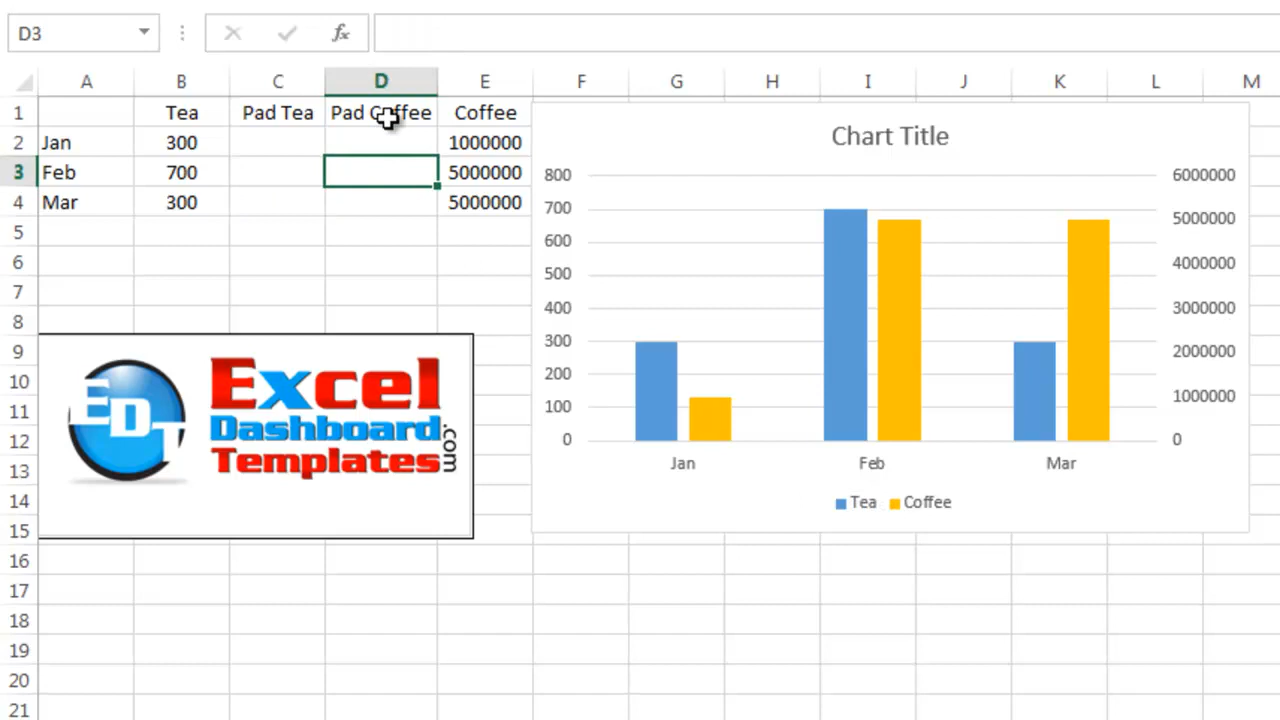 D3
fx
A B C D E F G H I J K L M
1 Tea Pad Tea Pad Coffee Coffee
2 Jan 300 1000000
3 Feb 700 5000000
4 Mar 300 5000000
5
6
7
8
9
10
11
12
13
14
15
16
17
18
19
20
21
EDT
Excel
Dashboard
Templates
.com
Chart Title
800 6000000
700 5000000
600 4000000
500 3000000
400 2000000
300 1000000
200 0
100
0
Jan Feb Mar
Tea Coffee